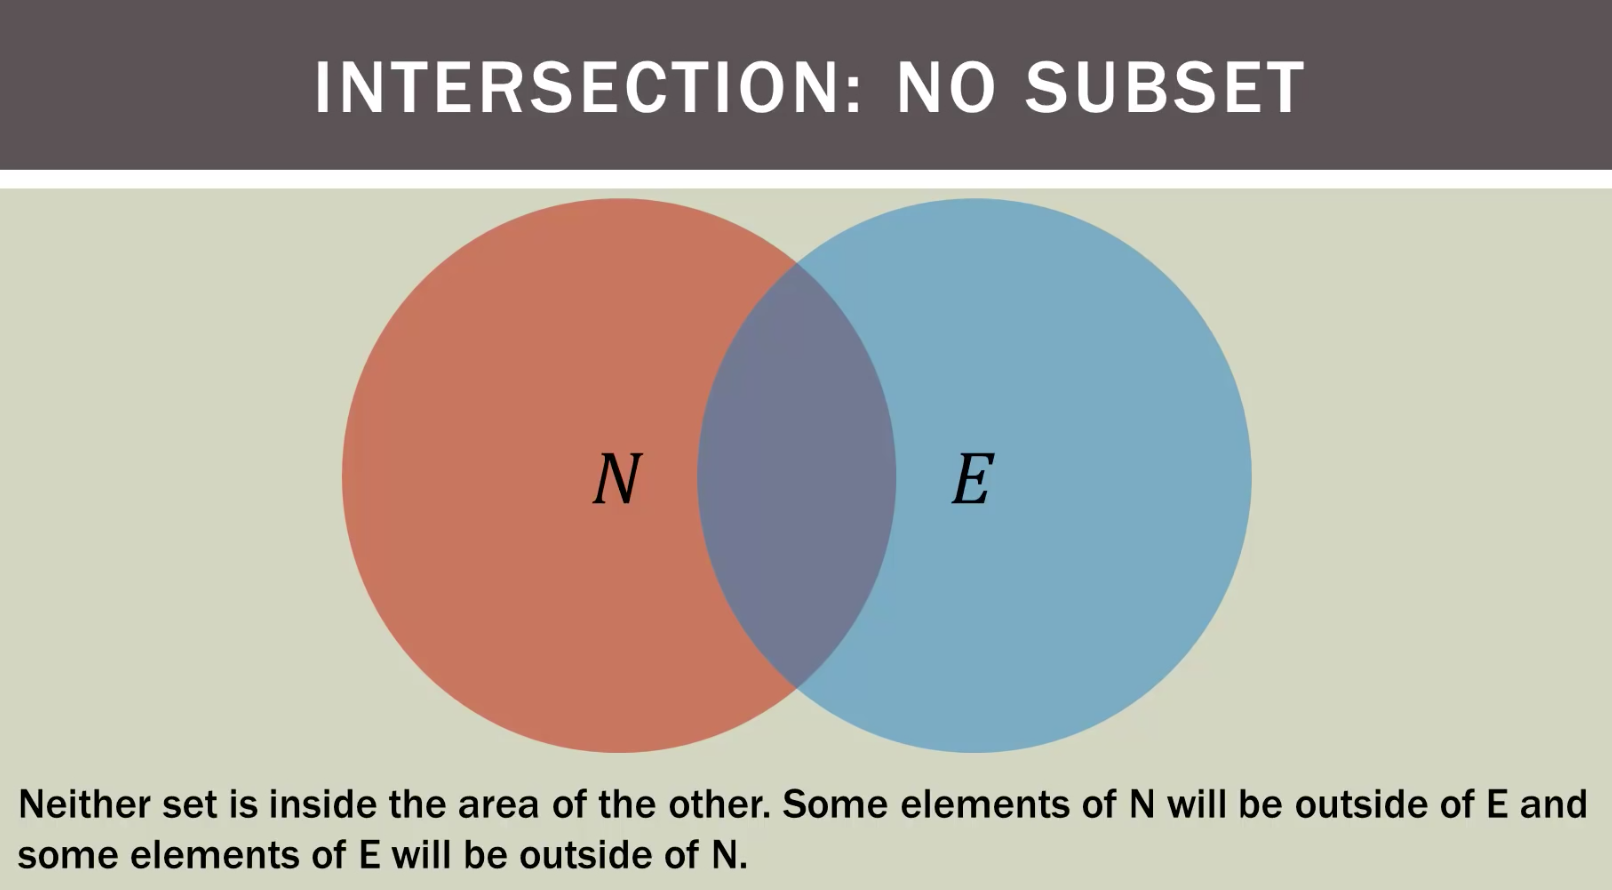 INTERSECTION: NO SUBSET
N
E
Neither set is inside the area of the other. Some elements of N will be outside of E and
some elements of E will be outside of N.